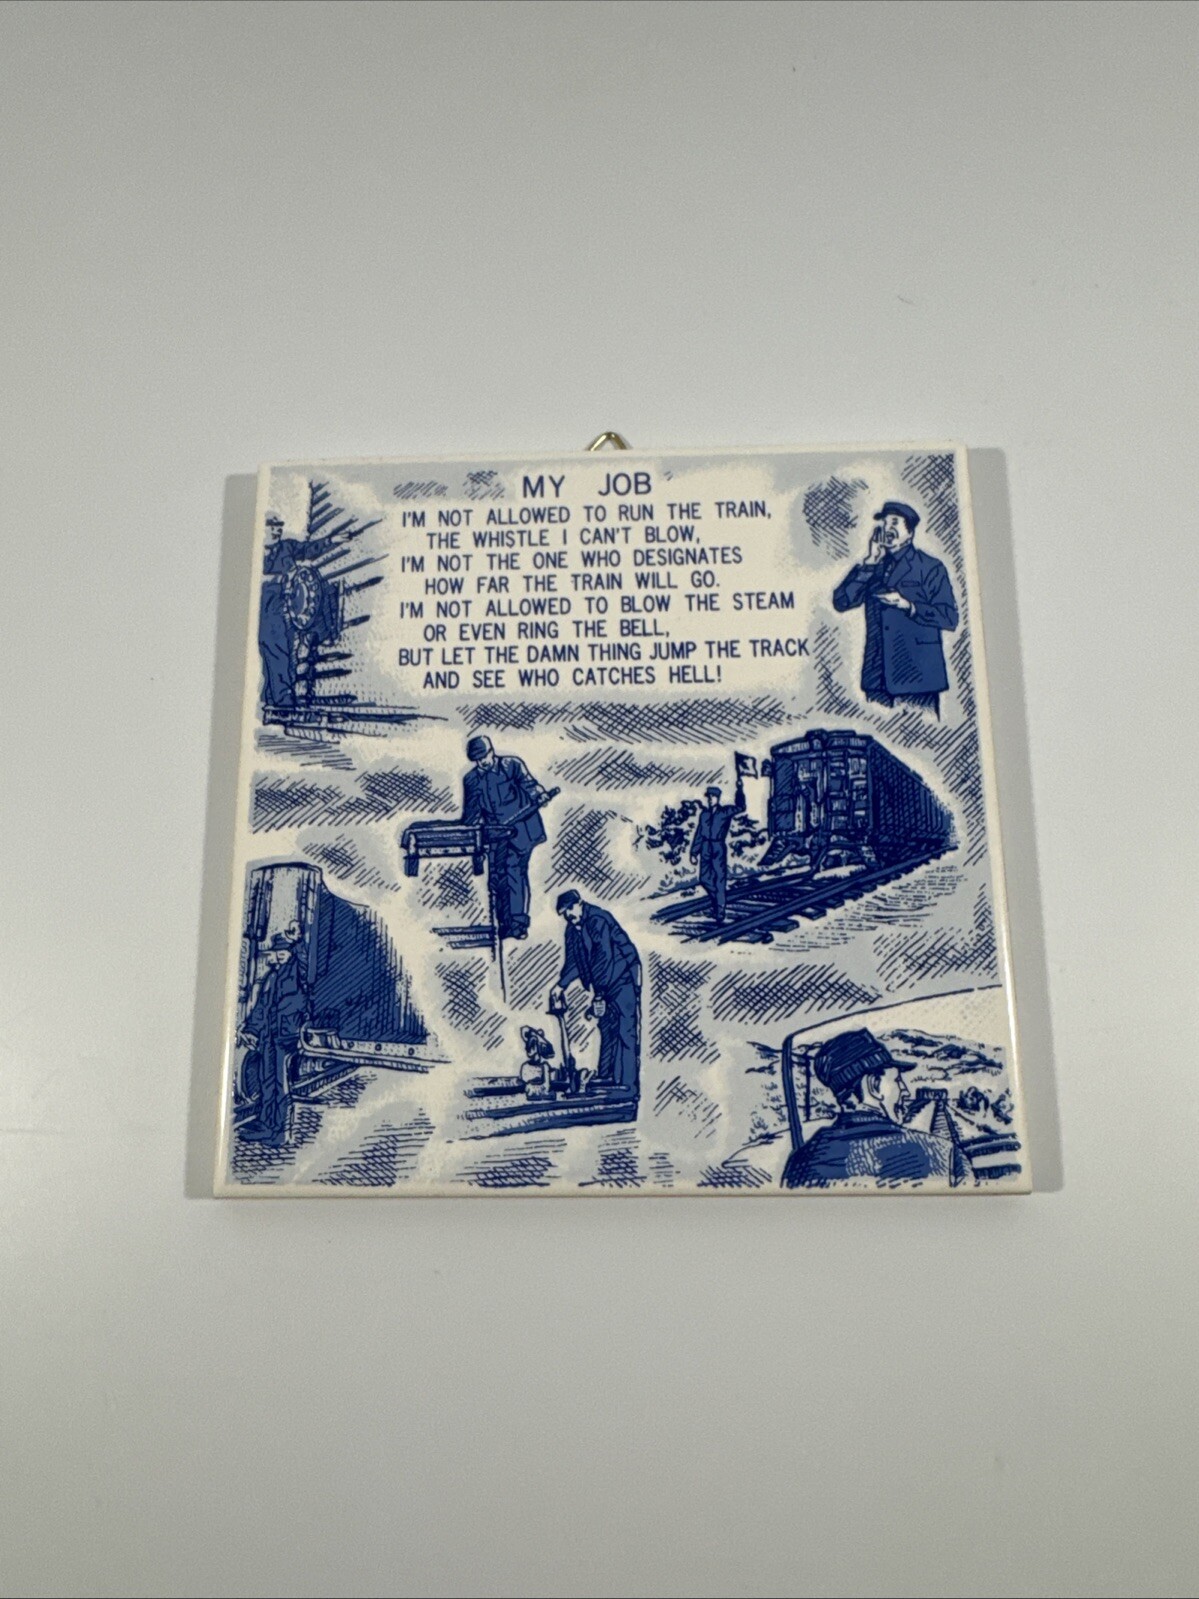 MY JOB
I'M NOT ALLOWED TO RUN THE TRAIN,
THE WHISTLE I CAN'T BLOW,
I'M NOT THE ONE WHO DESIGNATES
HOW FAR THE TRAIN WILL GO.
I'M NOT ALLOWED TO BLOW THE STEAM
OR EVEN RING THE BELL,
BUT LET THE DAMN THING JUMP THE TRACK
AND SEE WHO CATCHES HELL!